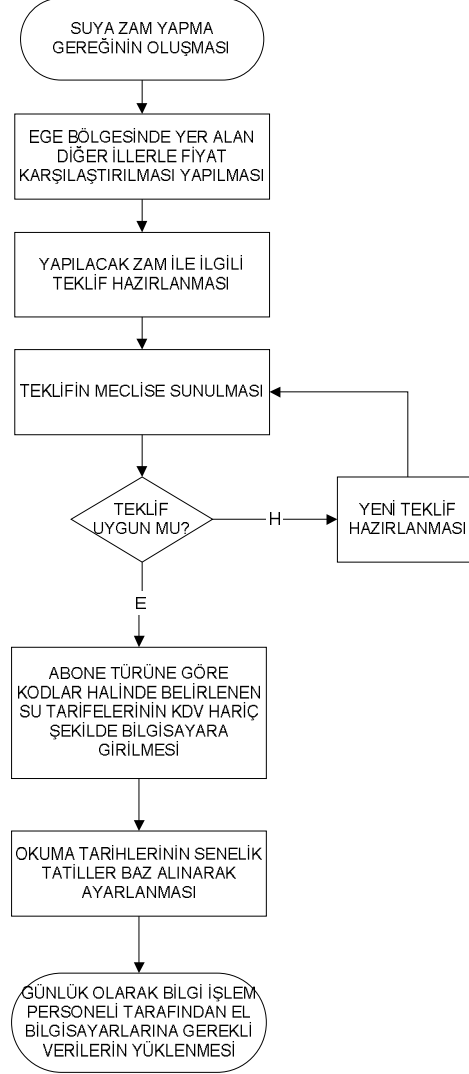 SUYA ZAM YAPMA
GEREĞİNİN OLUŞMASI
EGE BÖLGESİNDE YER ALAN
DİĞER İLLERLE FİYAT
KARŞILAŞTIRILMASI YAPILMASI
YAPILACAK ZAM İLE İLGİLİ
TEKLİF HAZIRLANMASI
TEKLİFİN MECLİSE SUNULMASI
TEKLİF
UYGUN MU?
H
YENİ TEKLİF
HAZIRLANMASI
E
ABONE TÜRÜNE GÖRE
KODLAR HALİNDE BELİRLENEN
SU TARİFELERİNİN KDV HARİÇ
ŞEKİLDE BİLGİSAYARA
GİRİLMESİ
OKUMA TARİHLERİNİN SENELİK
TATİLLER BAZ ALINARAK
AYARLANMASI
GÜNLÜK OLARAK BİLGİ İŞLEM
PERSONELİ TARAFINDAN EL
BİLGİSAYARLARINA GEREKLİ
VERİLERİN YÜKLENMESİ